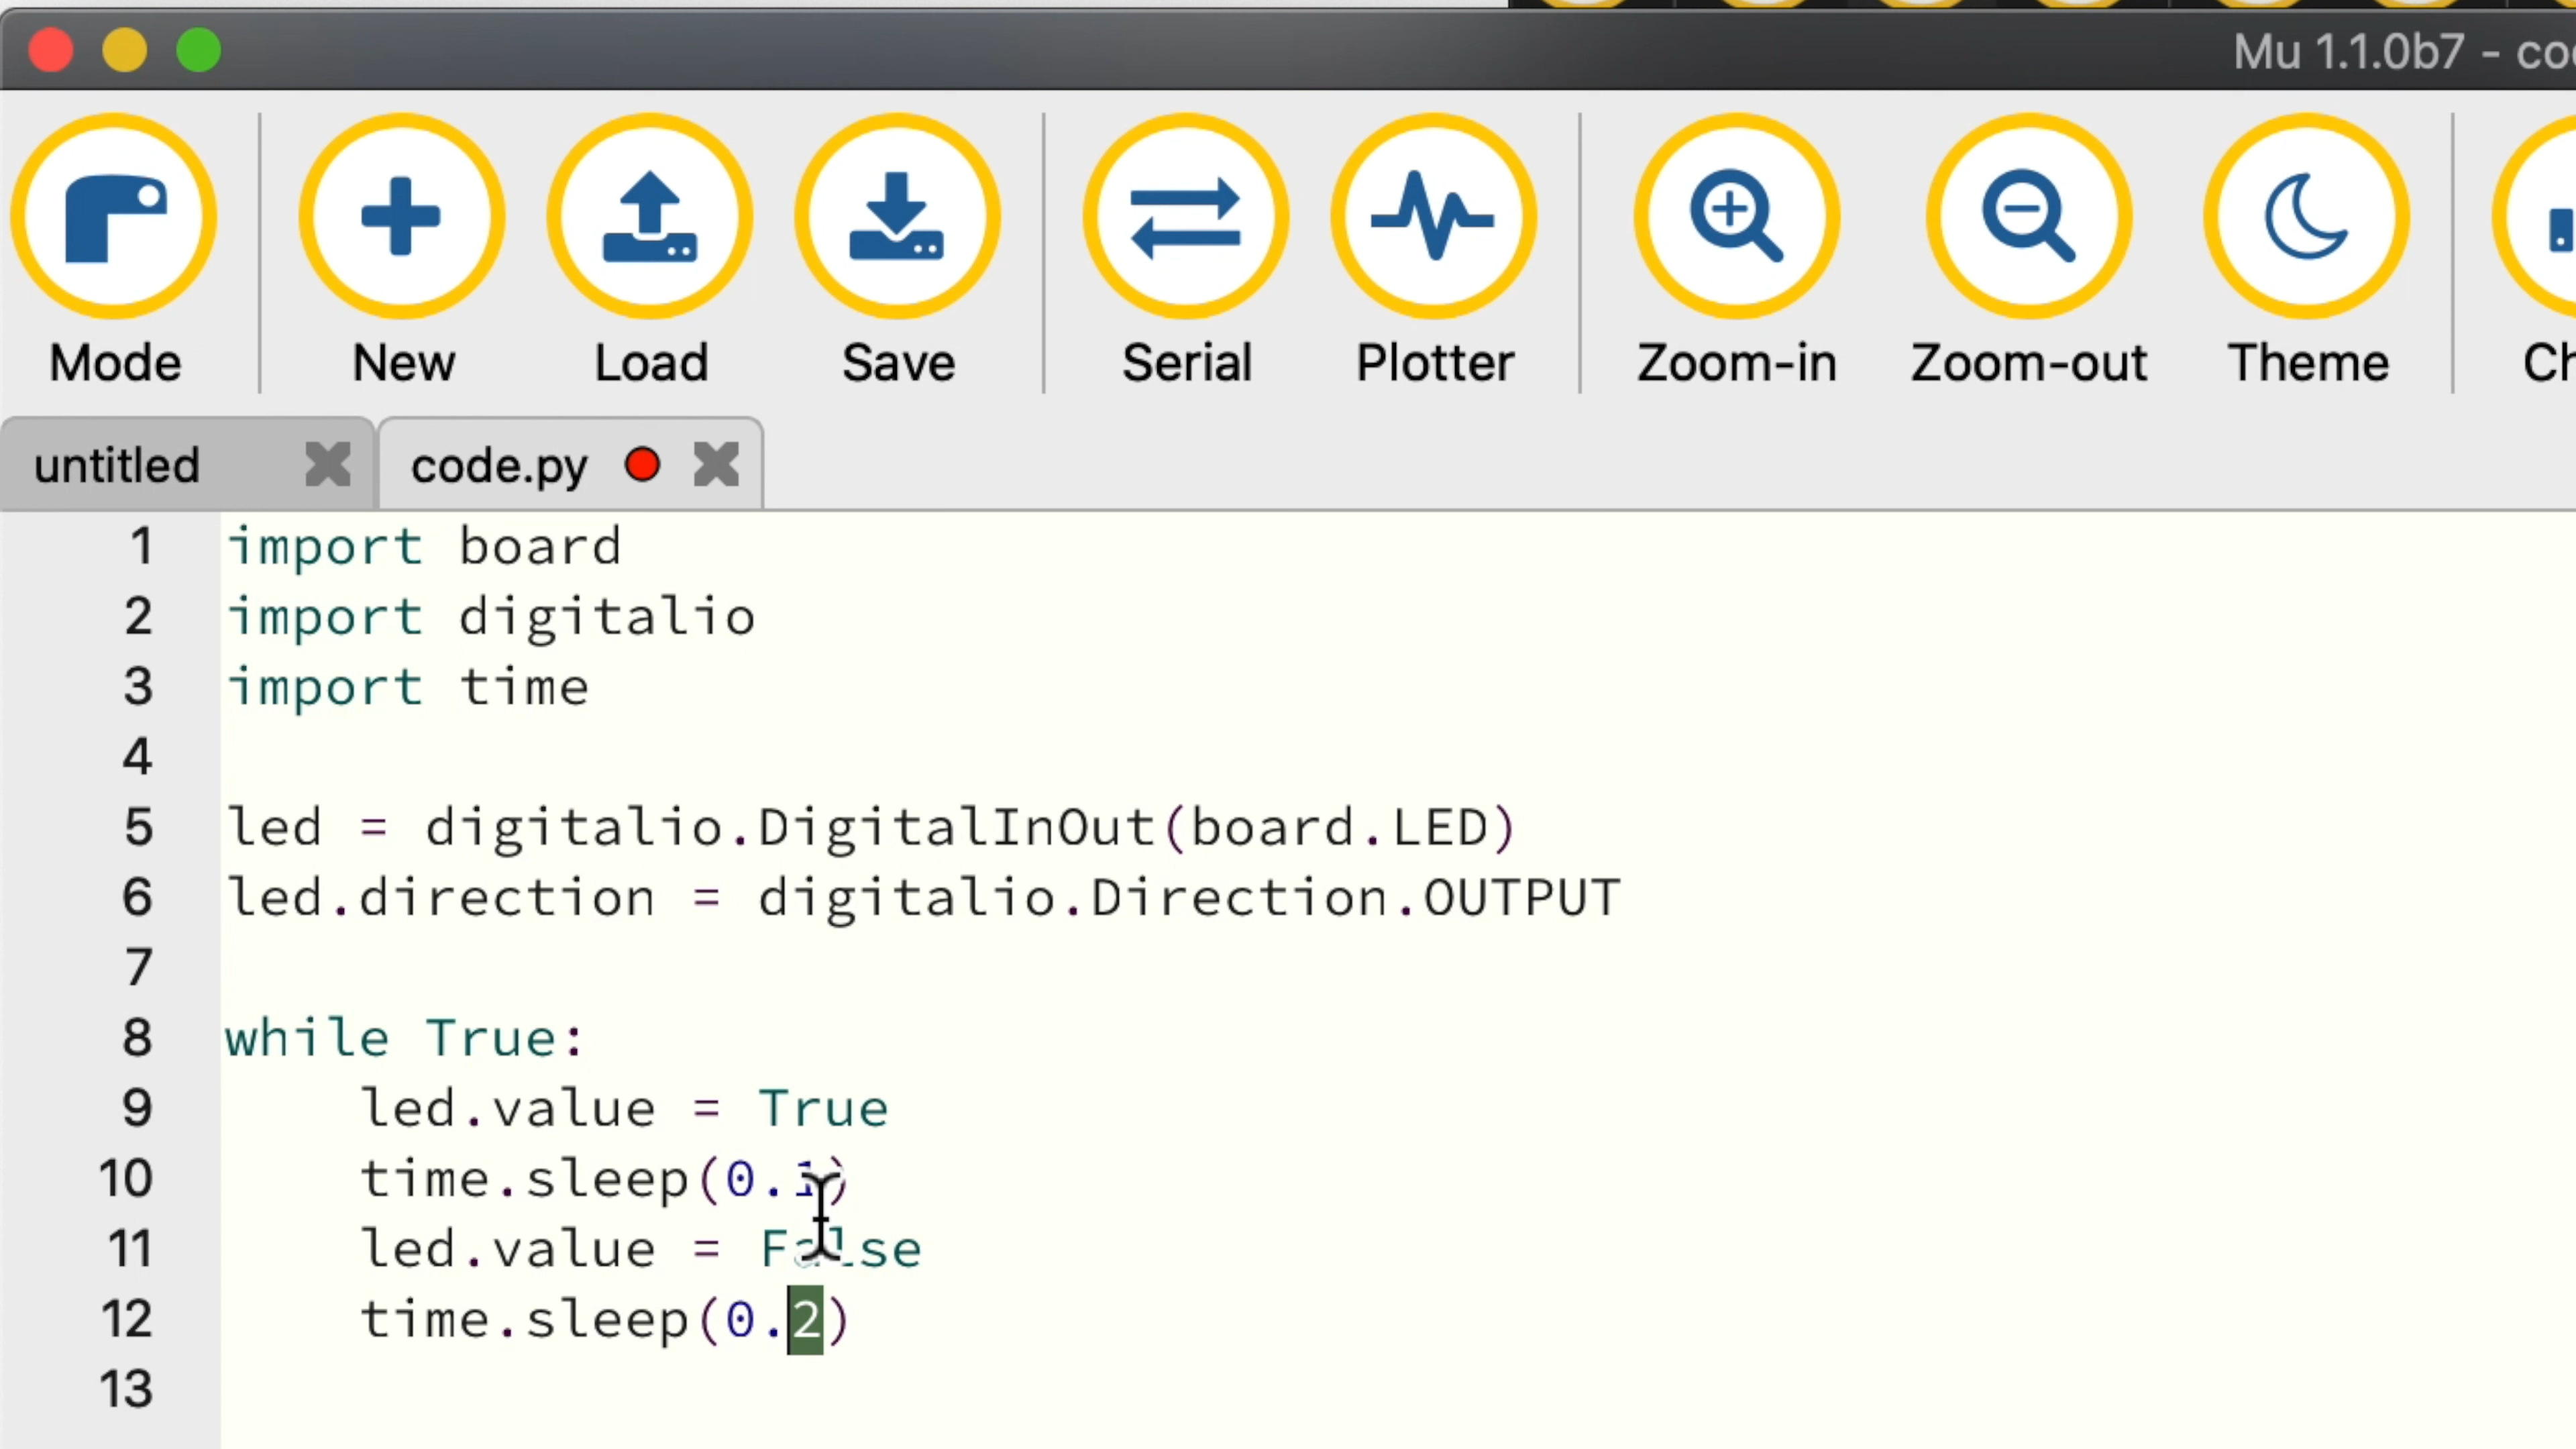 Mu 1.1.0b7 - co
Mode New Load Save Serial Plotter Zoom-in Zoom-out Theme Ch
untitled code.py
1 import board
2 import digitalio
3 import time
4
5 led = digitalio.DigitalInOut(board.LED)
6 led.direction = digitalio.Direction.OUTPUT
7
8 while True:
9 led.value = True
10 time.sleep(0.1)
11 led.value = False
12 time.sleep(0.2)
13